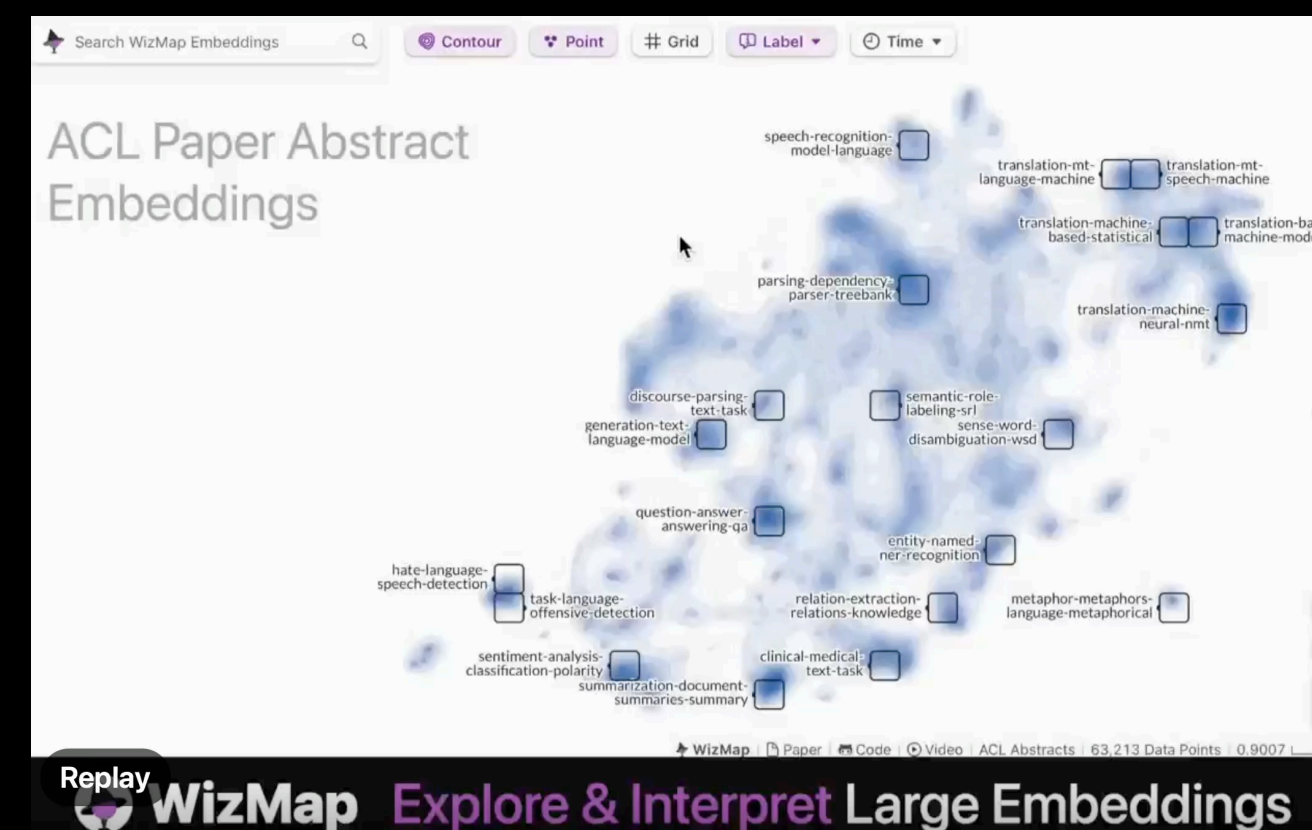 Search WizMap Embeddings
Contour
Point
Grid
Label
Time
ACL Paper Abstract
Embeddings
speech-recognition-
model-language
translation-mt-
language-machine
translation-mt-
speech-machine
translation-machine-
based-statistical
translation-ba
machine-mod
parsing-dependency-
parser-treebank
translation-machine-
neural-nmt
discourse-parsing-
text-task
semantic-role-
labeling-srl
generation-text-
language-model
sense-word-
disambiguation-wsd
question-answer-
answering-qa
entity-named-
ner-recognition
hate-language-
speech-detection
task-language-
offensive-detection
relation-extraction-
relations-knowledge
metaphor-metaphors-
language-metaphorical
sentiment-analysis-
classification-polarity
clinical-medical-
text-task
summarization-document-
summaries-summary
WizMap Paper Code Video ACL Abstracts 63,213 Data Points 0.9007
Replay
WizMap Explore & Interpret Large Embeddings